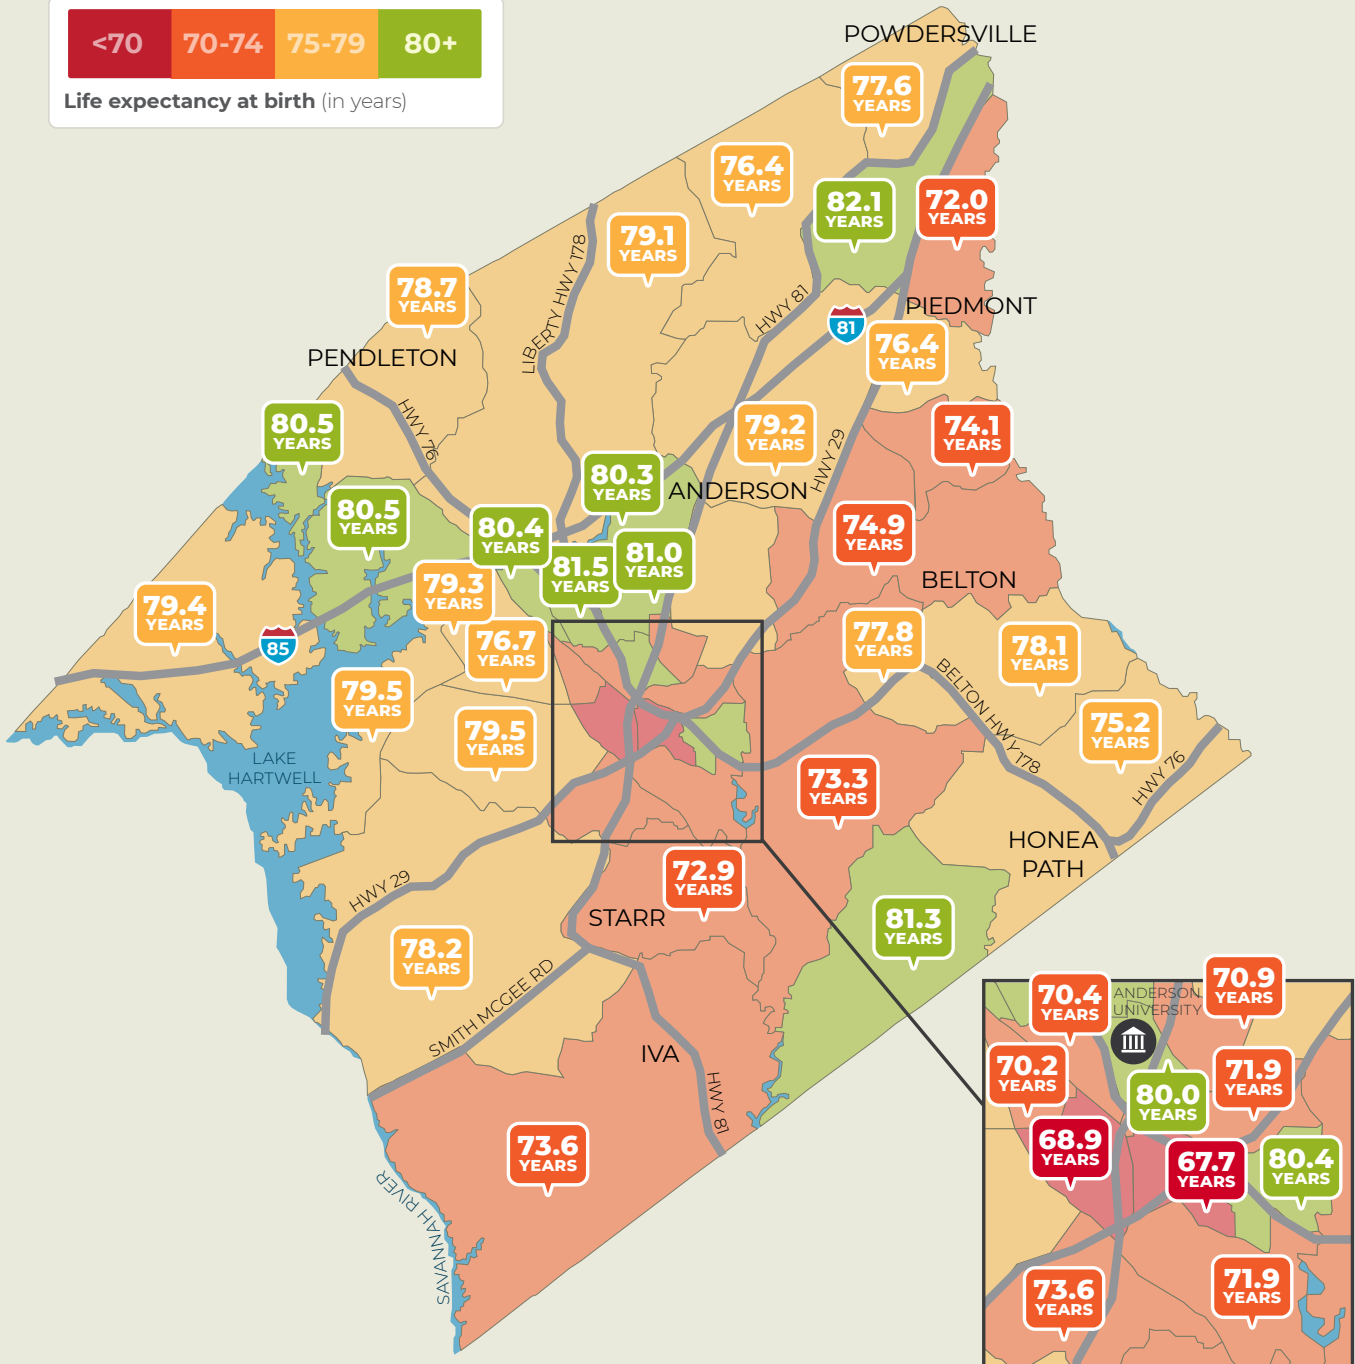 <70
70-74
75-79
80+
Life expectancy at birth (in years)
POWDERSVILLE
77.6
YEARS
76.4
YEARS
82.1
YEARS
72.0
YEARS
79.1
YEARS
78.7
YEARS
LIBERTY HWY 178
HWY 81
PIEDMONT
81
76.4
YEARS
PENDLETON
HWY 76
80.5
YEARS
79.2
YEARS
HWY 29
74.1
YEARS
80.3
YEARS
ANDERSON
80.5
YEARS
80.4
YEARS
74.9
YEARS
81.5
YEARS
81.0
YEARS
BELTON
79.3
YEARS
79.4
YEARS
85
76.7
YEARS
77.8
YEARS
78.1
YEARS
BELTON HWY 178
79.5
YEARS
79.5
YEARS
75.2
YEARS
LAKE
HARTWELL
73.3
YEARS
HWY 76
HONEA
PATH
72.9
YEARS
HWY 29
STARR
81.3
YEARS
78.2
YEARS
SMITH MCGEE RD
IVA
HWY 81
73.6
YEARS
SAVANNAH RIVER
70.9
YEARS
70.4
YEARS
ANDERSON
UNIVERSITY
70.2
YEARS
71.9
YEARS
80.0
YEARS
68.9
YEARS
67.7
YEARS
80.4
YEARS
73.6
YEARS
71.9
YEARS